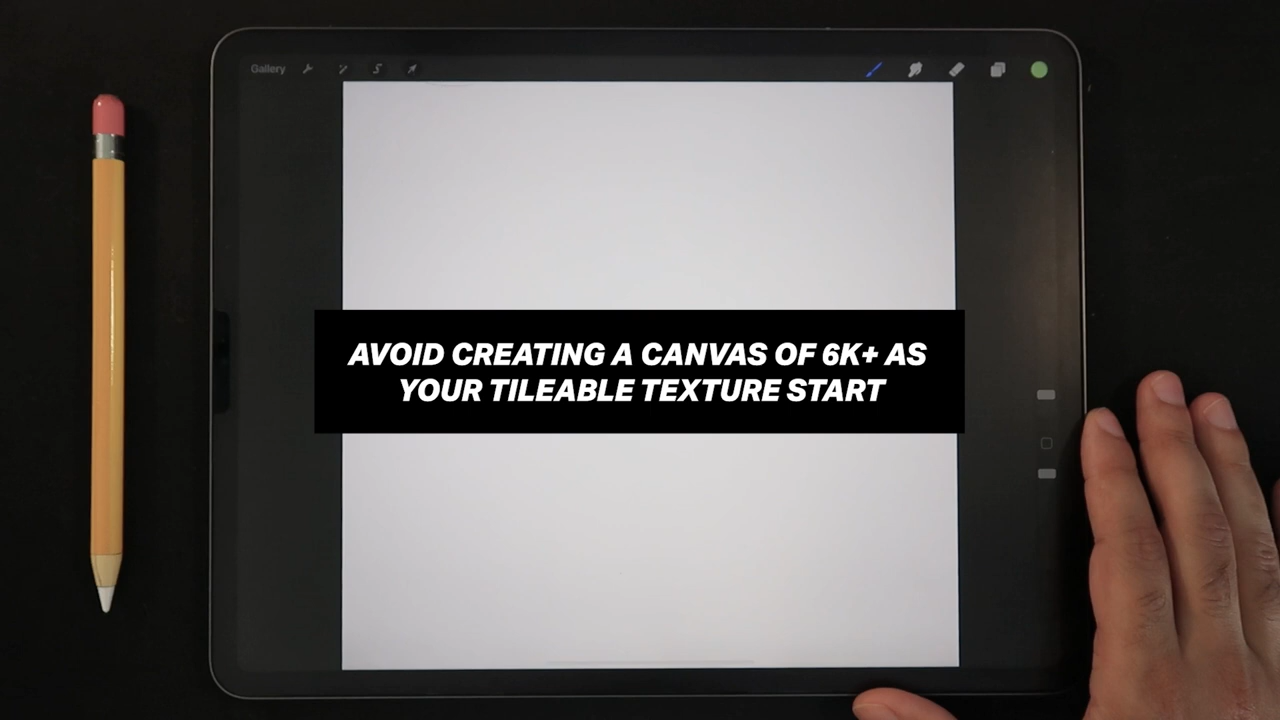 Gallery
AVOID CREATING A CANVAS OF 6K+ AS
YOUR TILEABLE TEXTURE START